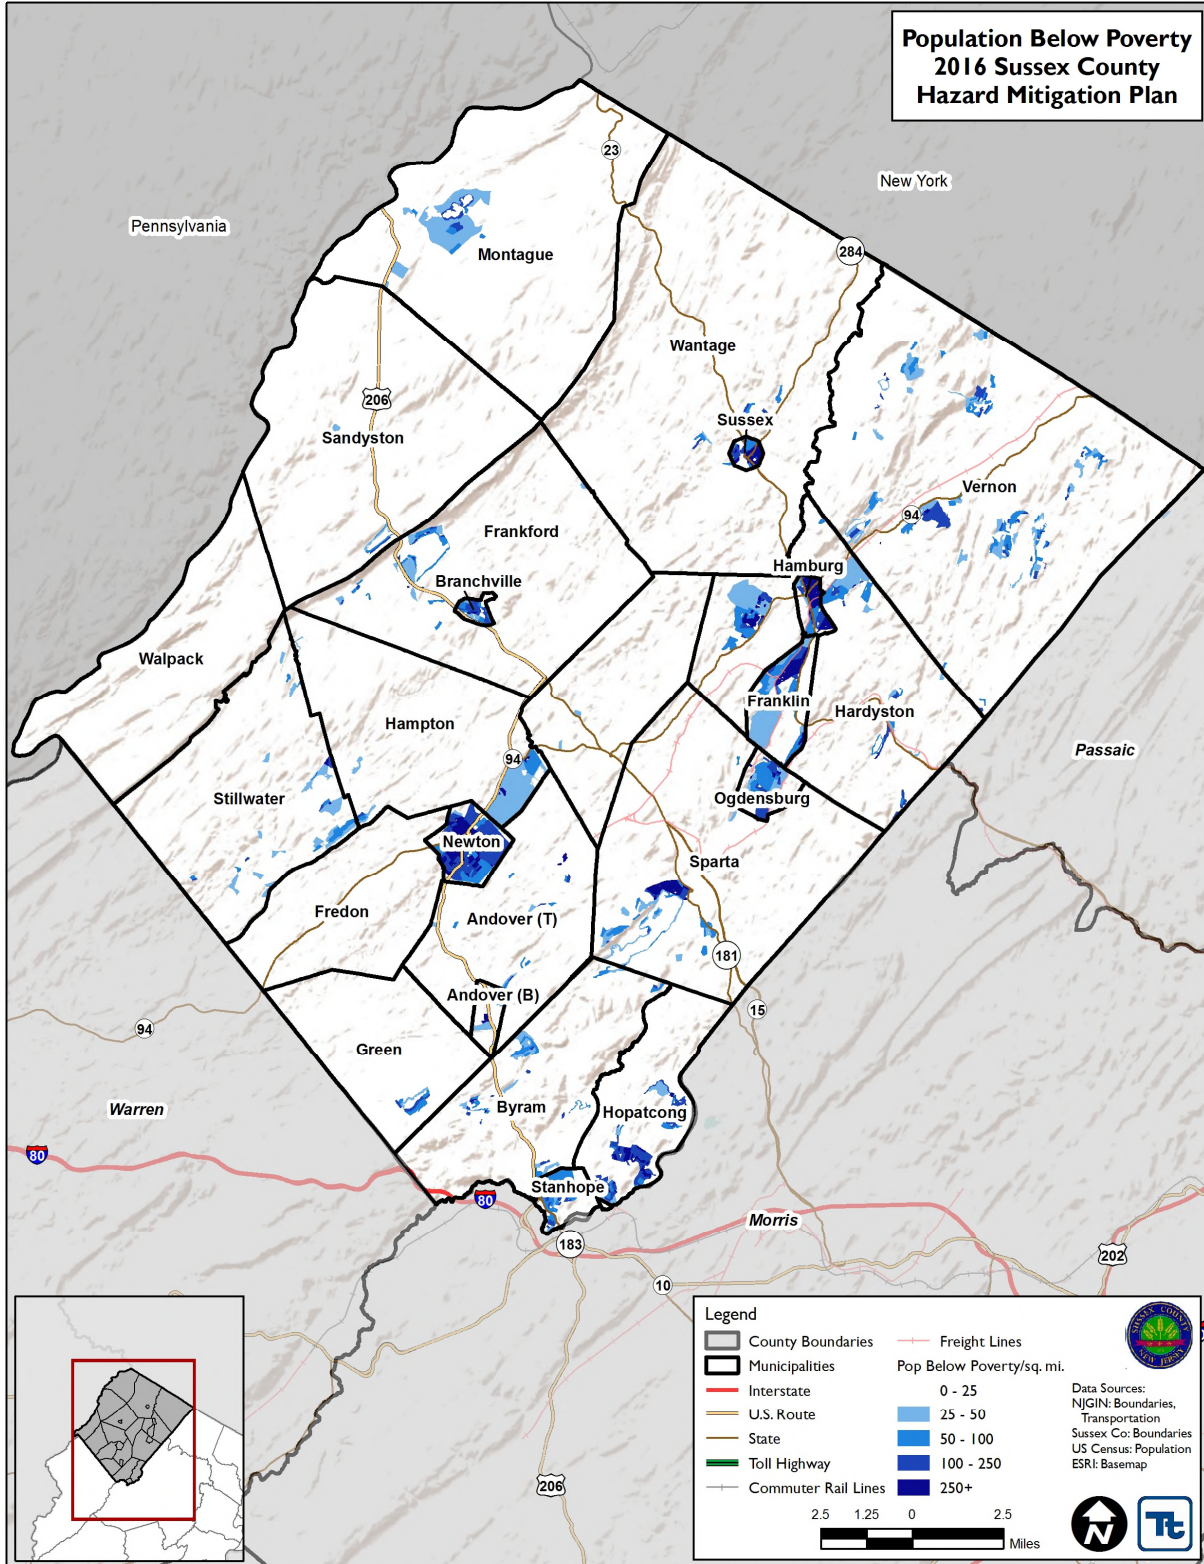 Population Below Poverty
2016 Sussex County
Hazard Mitigation Plan
23
New York
Pennsylvania
284
Montague
Wantage
206
Sussex
Sandyston
Vernon
94
Frankford
Hamburg
Branchville
Walpack
Franklin
Hardyston
Hampton
Passaic
94
Stillwater
Ogdensburg
Newton
Sparta
Fredon
Andover (T)
181
Andover (B)
15
94
Green
Warren
Byram
Hopatcong
80
Stanhope
80
Morris
183
202
10
206
Legend
County Boundaries
Municipalities
Interstate
U.S. Route
State
Toll Highway
Commuter Rail Lines
Freight Lines
Pop Below Poverty/sq. mi.
0 - 25
25 - 50
50 - 100
100 - 250
250+
SUSSEX COUNTY
NEW JERSEY
Data Sources:
NJGIN: Boundaries,
Transportation
Sussex Co: Boundaries
US Census: Population
ESRI: Basemap
2.5 1.25 0 2.5
Miles
N
Tt